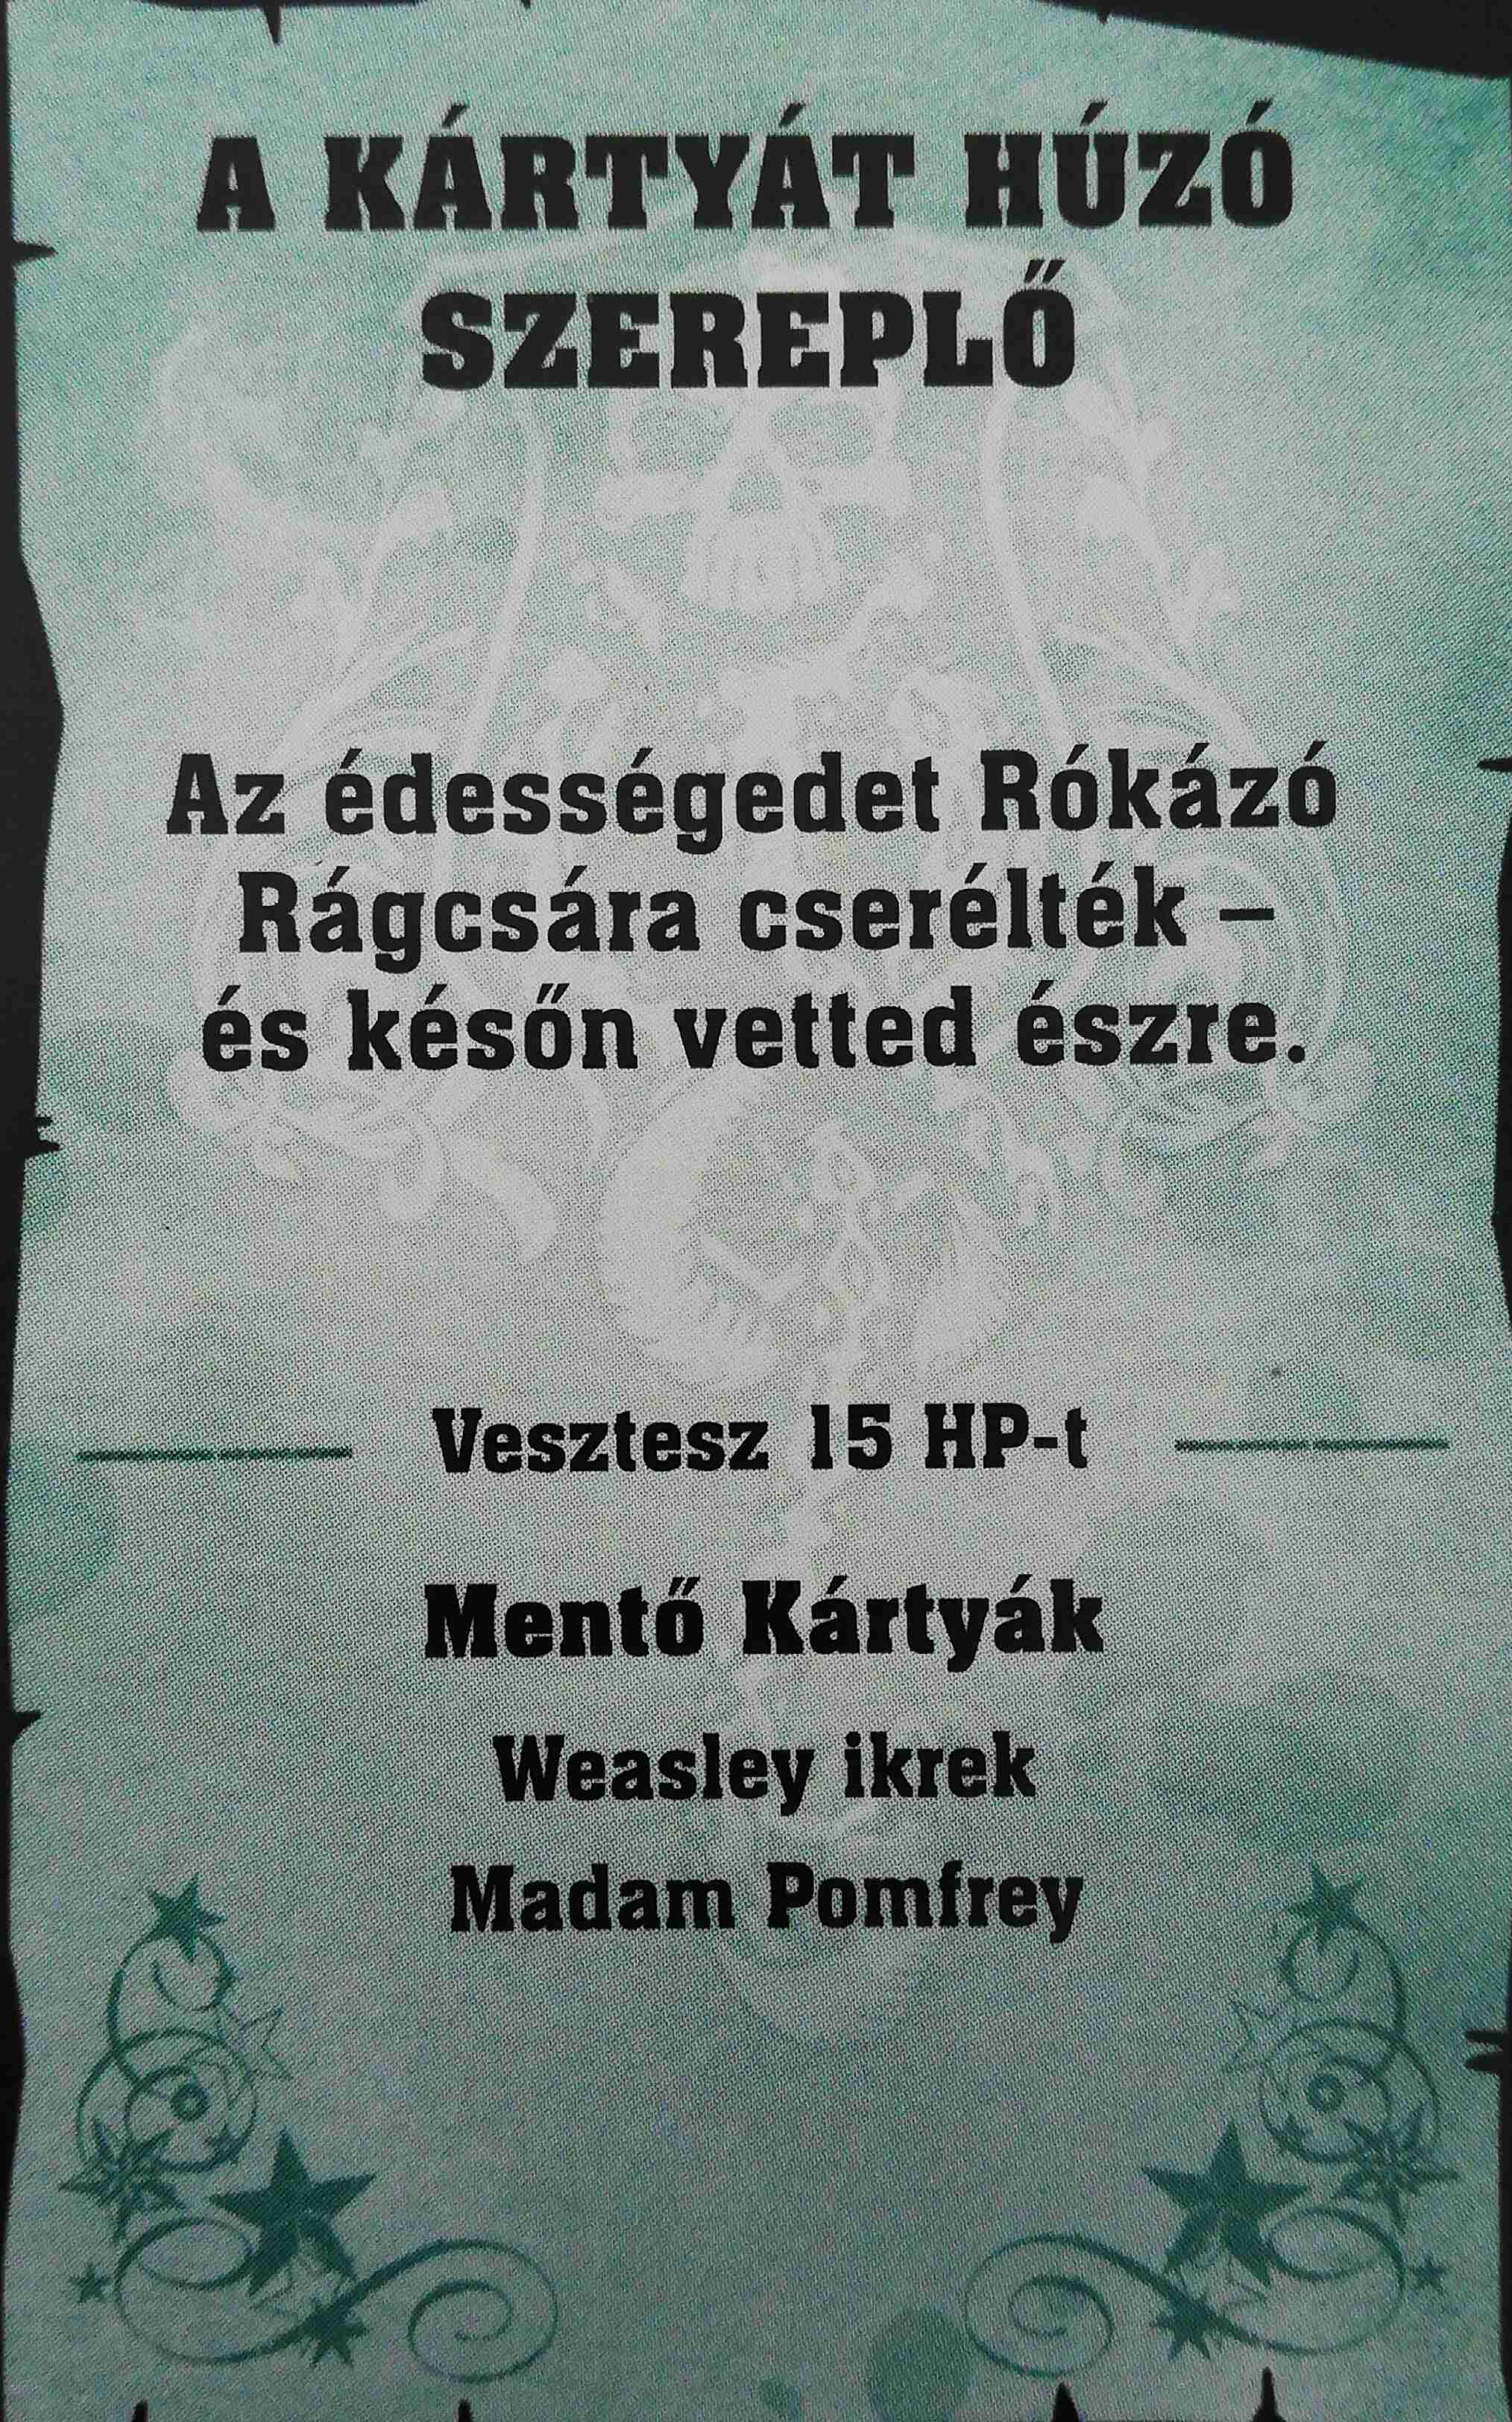 A KÁRTYÁT HÚZÓ
SZEREPLŐ
Az édességedet Rókázó
Rágcsára cserélték –
és későn vetted észre.
Vesztesz 15 HP-t
Mentő Kártyák
Weasley ikrek
Madam Pomfrey